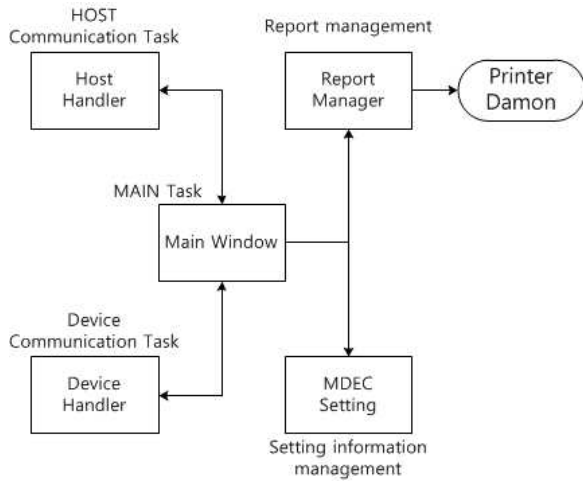 HOST
Communication Task
Host
Handler
Report management
Report
Manager
Printer
Damon
MAIN Task
Main Window
Device
Communication Task
Device
Handler
MDEC
Setting
Setting information
management